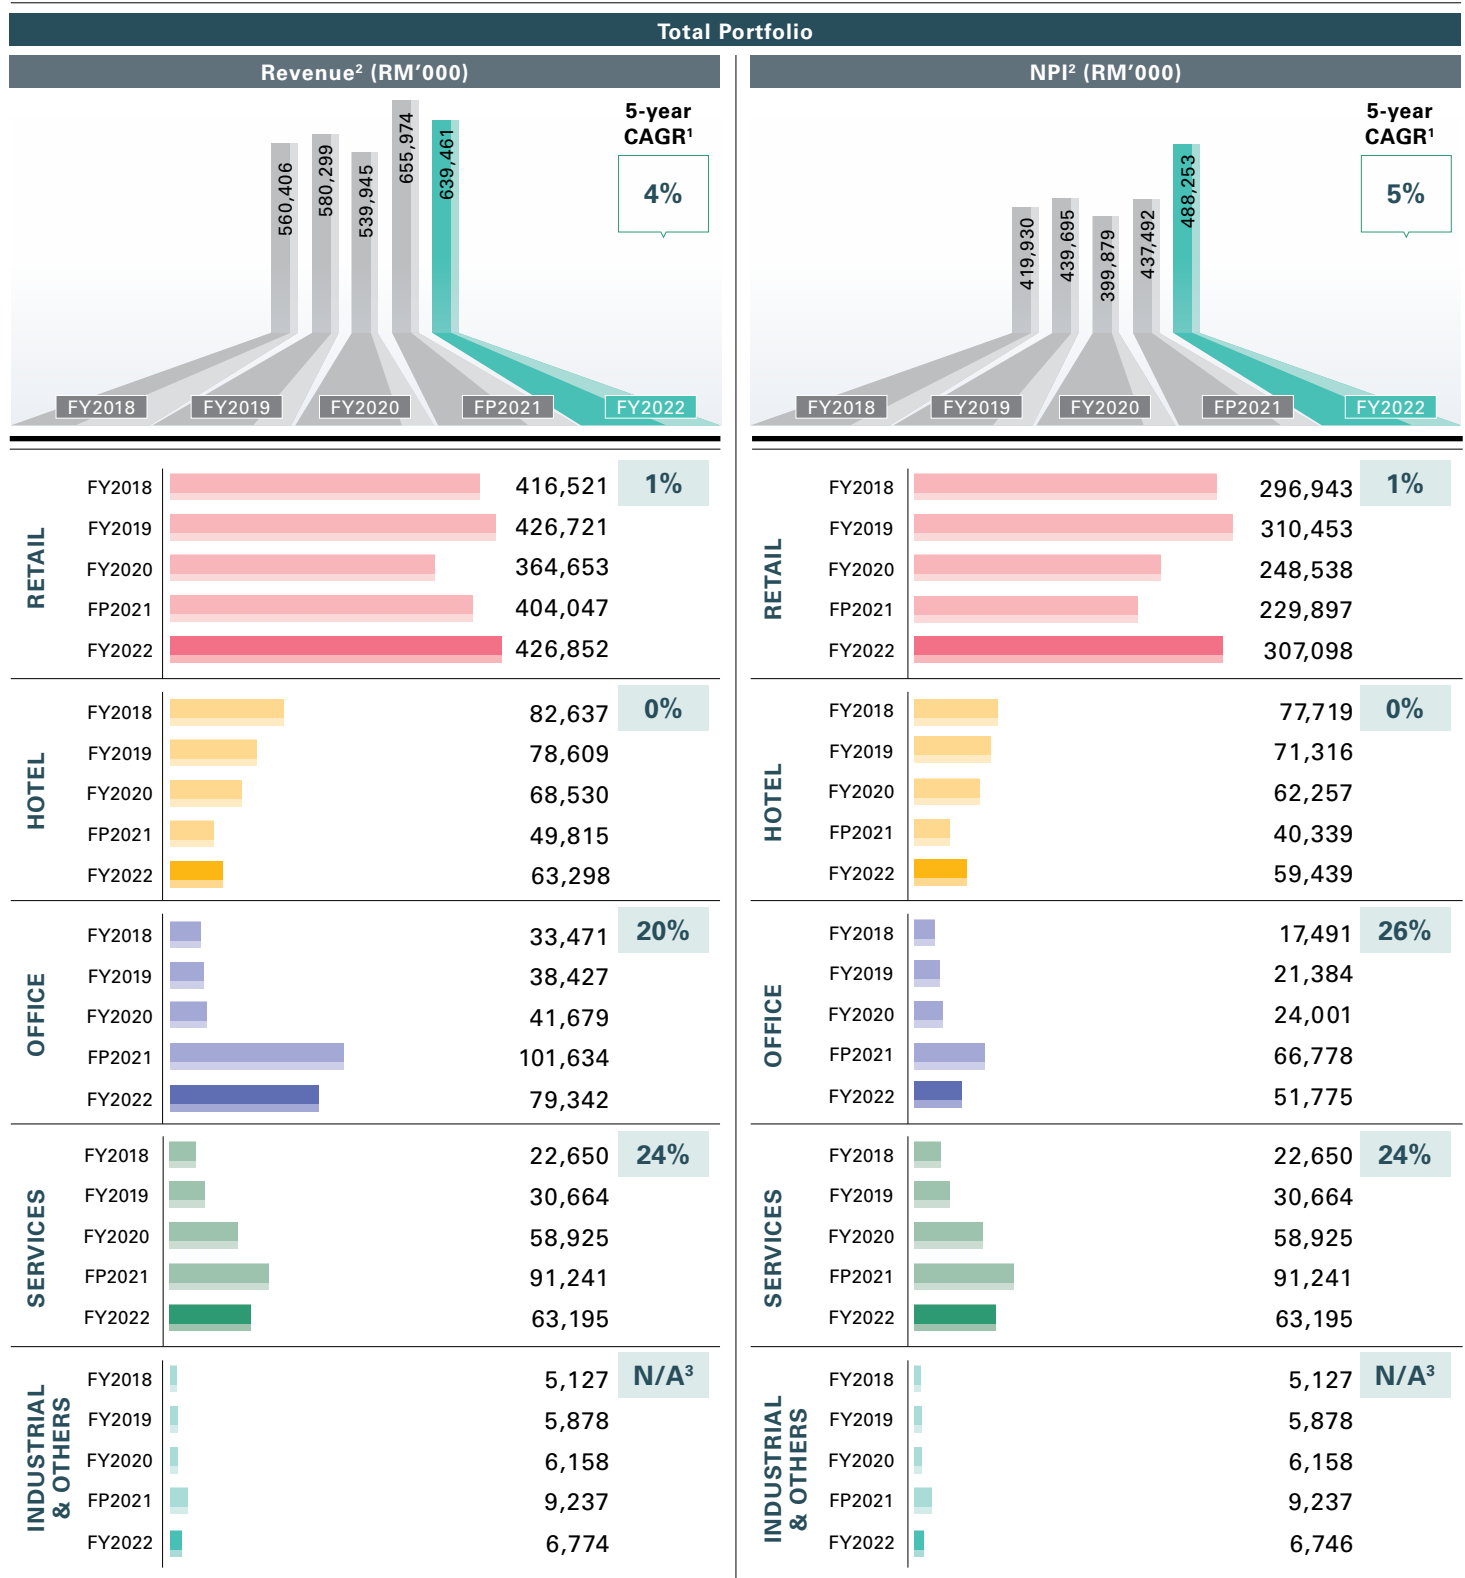 Total Portfolio
Revenue² (RM'000)
5-year
CAGR¹
4%
560,406
580,299
539,945
655,974
639,461
FY2018
FY2019
FY2020
FP2021
FY2022
RETAIL
FY2018 416,521 1%
FY2019 426,721
FY2020 364,653
FP2021 404,047
FY2022 426,852
HOTEL
FY2018 82,637 0%
FY2019 78,609
FY2020 68,530
FP2021 49,815
FY2022 63,298
OFFICE
FY2018 33,471 20%
FY2019 38,427
FY2020 41,679
FP2021 101,634
FY2022 79,342
SERVICES
FY2018 22,650 24%
FY2019 30,664
FY2020 58,925
FP2021 91,241
FY2022 63,195
INDUSTRIAL
& OTHERS
FY2018 5,127 N/A³
FY2019 5,878
FY2020 6,158
FP2021 9,237
FY2022 6,774
NPI² (RM'000)
5-year
CAGR¹
5%
419,930
439,695
399,879
437,492
488,253
FY2018
FY2019
FY2020
FP2021
FY2022
RETAIL
FY2018 296,943 1%
FY2019 310,453
FY2020 248,538
FP2021 229,897
FY2022 307,098
HOTEL
FY2018 77,719 0%
FY2019 71,316
FY2020 62,257
FP2021 40,339
FY2022 59,439
OFFICE
FY2018 17,491 26%
FY2019 21,384
FY2020 24,001
FP2021 66,778
FY2022 51,775
SERVICES
FY2018 22,650 24%
FY2019 30,664
FY2020 58,925
FP2021 91,241
FY2022 63,195
INDUSTRIAL
& OTHERS
FY2018 5,127 N/A³
FY2019 5,878
FY2020 6,158
FP2021 9,237
FY2022 6,746